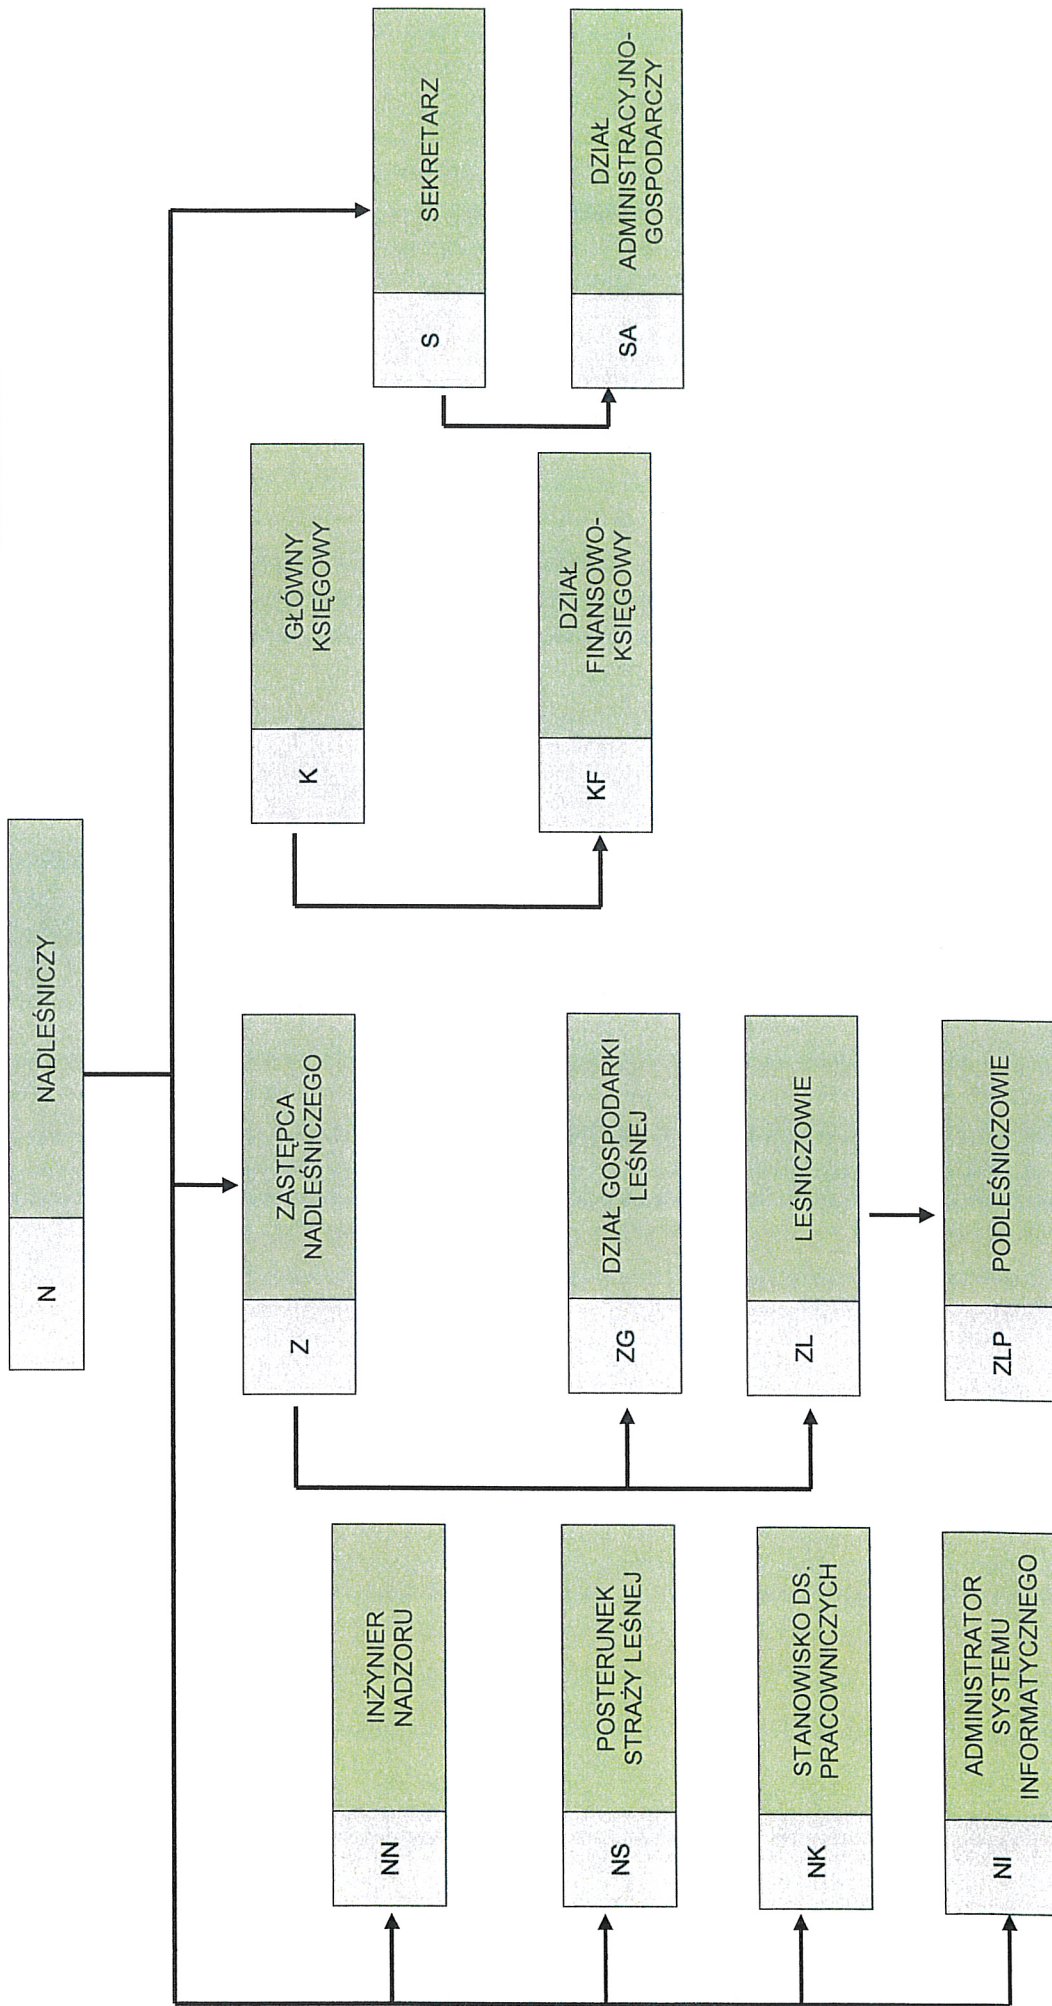 N
NADLEŚNICZY
NN
INŻYNIER
NADZORU
NS
POSTERUNEK
STRAŻY LEŚNEJ
NK
STANOWISKO DS.
PRACOWNICZYCH
NI
ADMINISTRATOR
SYSTEMU
INFORMATYCZNEGO
Z
ZASTĘPCA
NADLEŚNICZEGO
ZG
DZIAŁ GOSPODARKI
LEŚNEJ
ZL
LEŚNICZOWIE
ZLP
PODLEŚNICZOWIE
K
GŁÓWNY
KSIĘGOWY
KF
DZIAŁ
FINANSOWO-
KSIĘGOWY
S
SEKRETARZ
SA
DZIAŁ
ADMINISTRACYJNO-
GOSPODARCZY